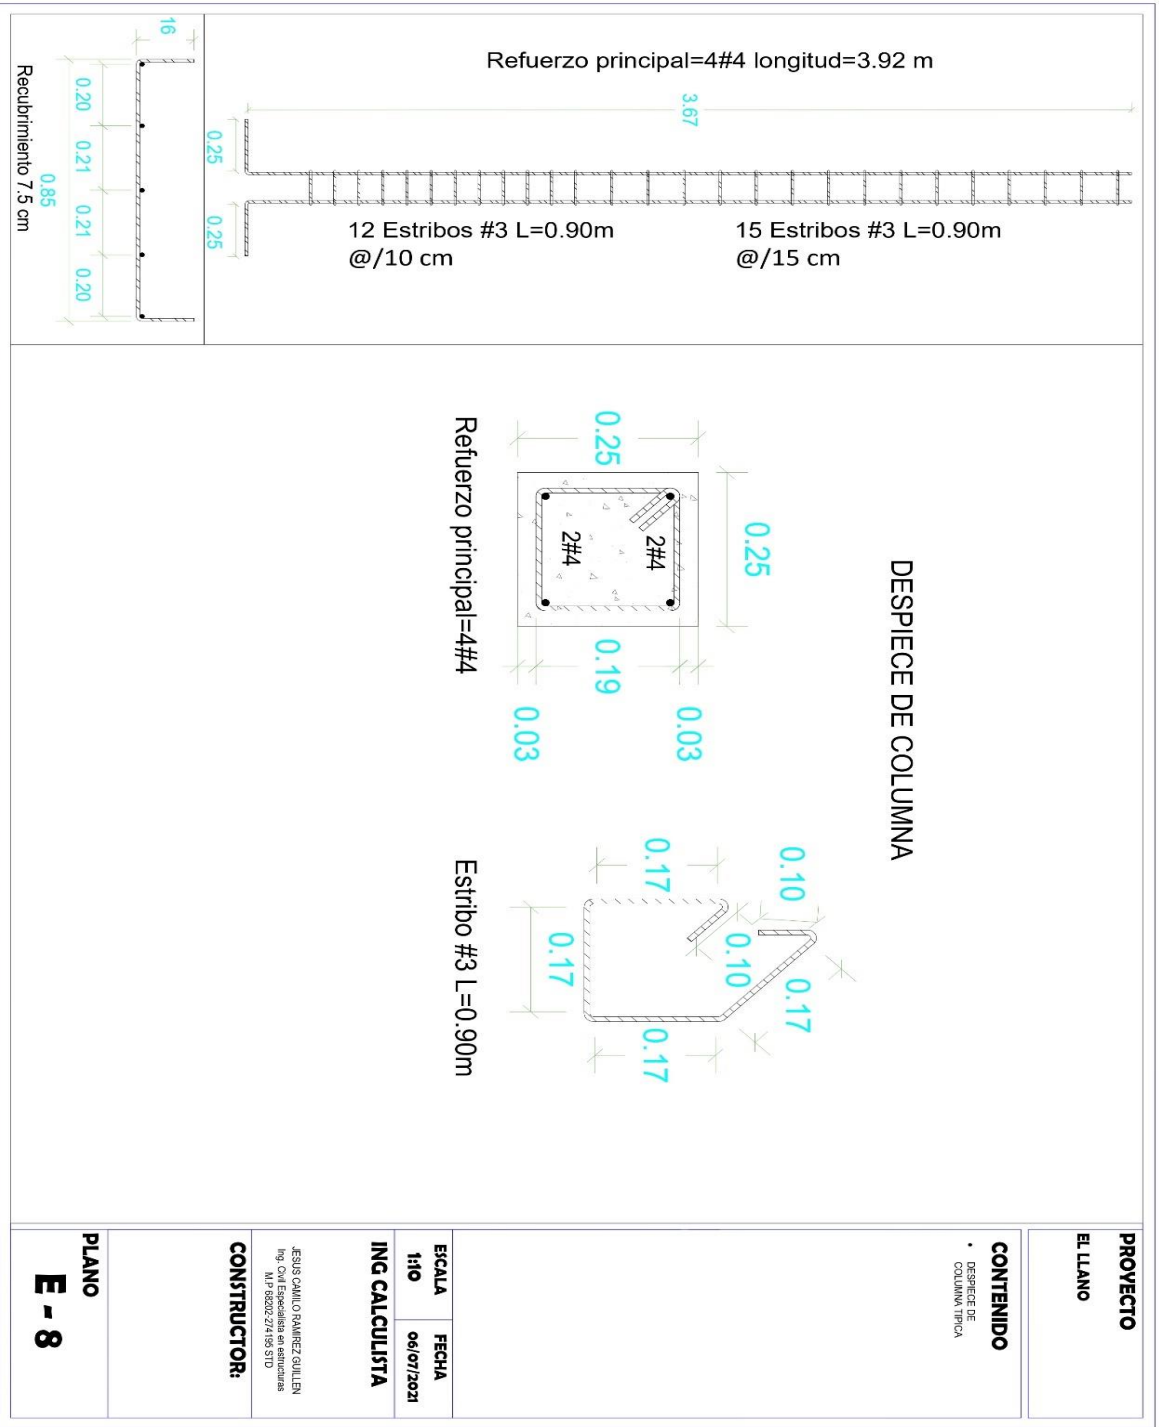 Refuerzo principal=4#4 longitud=3.92 m
3.67
0.25
0.25
12 Estribos #3 L=0.90m
@/10 cm
15 Estribos #3 L=0.90m
@/15 cm
16
0.20
0.21
0.21
0.20
0.85
Recubrimiento 7.5 cm
DESPIECE DE COLUMNA
0.25
0.25
2#4
2#4
0.19
0.03
0.03
Refuerzo principal=4#4
0.10
0.17
0.10
0.17
0.17
0.17
Estribo #3 L=0.90m
PROYECTO
EL LLANO
CONTENIDO
• DESPIECE DE
COLUMNA TIPICA
ESCALA
1:10
FECHA
06/07/2021
ING CALCULISTA
JESUS CAMILO RAMIREZ GUILLEN
Ing. Civil Especialista en estructuras
M.P 68202-274195 STD
CONSTRUCTOR:
PLANO
E - 8